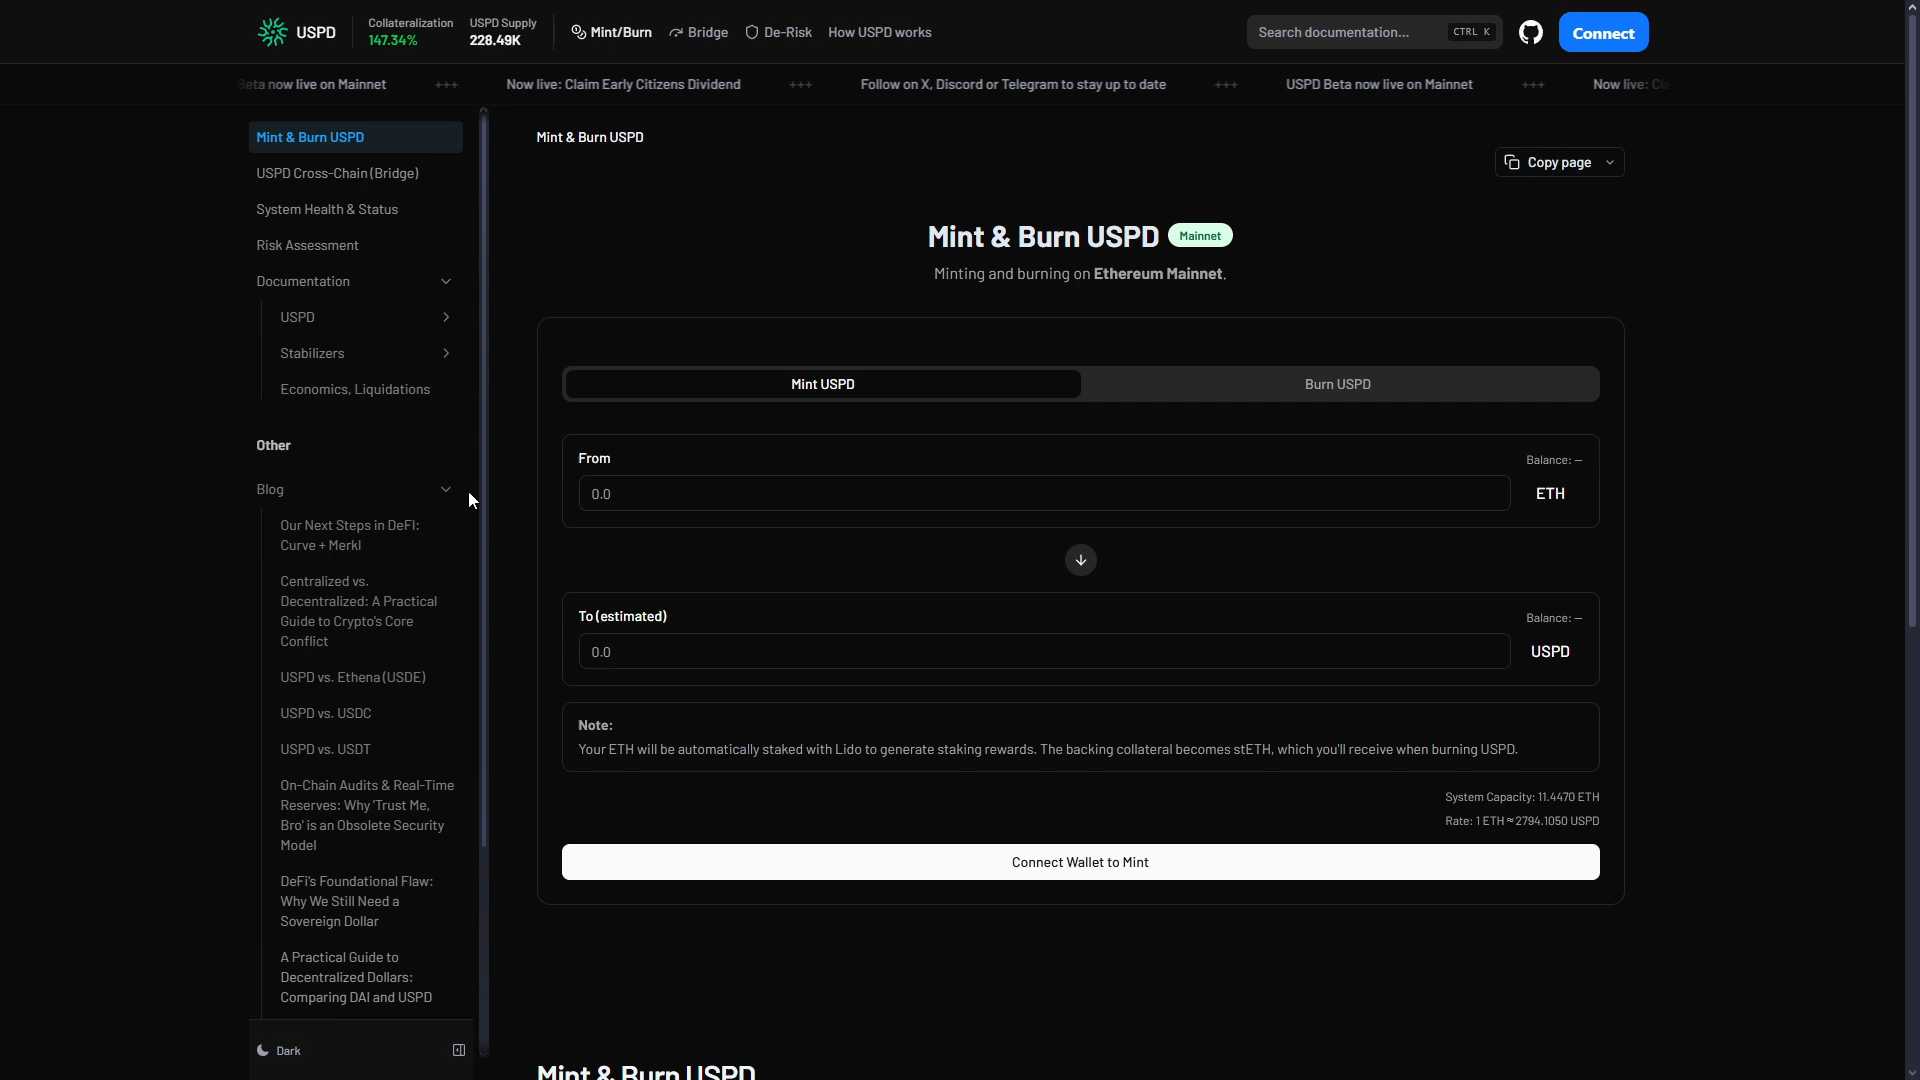 USPD
Collateralization
147.34%
USPD Supply
228.49K
Mint/Burn
Bridge
De-Risk
How USPD works
Search documentation...
CTRL K
Connect
Beta now live on Mainnet
+++
Now live: Claim Early Citizens Dividend
+++
Follow on X, Discord or Telegram to stay up to date
+++
USPD Beta now live on Mainnet
+++
Now live: Cla
Mint & Burn USPD
USPD Cross-Chain (Bridge)
System Health & Status
Risk Assessment
Documentation
USPD
Stabilizers
Economics, Liquidations
Other
Blog
Our Next Steps in DeFI:
Curve + Merkl
Centralized vs.
Decentralized: A Practical
Guide to Crypto's Core
Conflict
USPD vs. Ethena (USDE)
USPD vs. USDC
USPD vs. USDT
On-Chain Audits & Real-Time
Reserves: Why 'Trust Me,
Bro' is an Obsolete Security
Model
DeFi's Foundational Flaw:
Why We Still Need a
Sovereign Dollar
A Practical Guide to
Decentralized Dollars:
Comparing DAI and USPD
Dark
Mint & Burn USPD
Copy page
Mint & Burn USPD
Mainnet
Minting and burning on Ethereum Mainnet.
Mint USPD
Burn USPD
From
Balance: —
0.0
ETH
To (estimated)
Balance: —
0.0
USPD
Note:
Your ETH will be automatically staked with Lido to generate staking rewards. The backing collateral becomes stETH, which you'll receive when burning USPD.
System Capacity: 11.4470 ETH
Rate: 1 ETH ≈ 2794.1050 USPD
Connect Wallet to Mint
Mint & Burn USPD